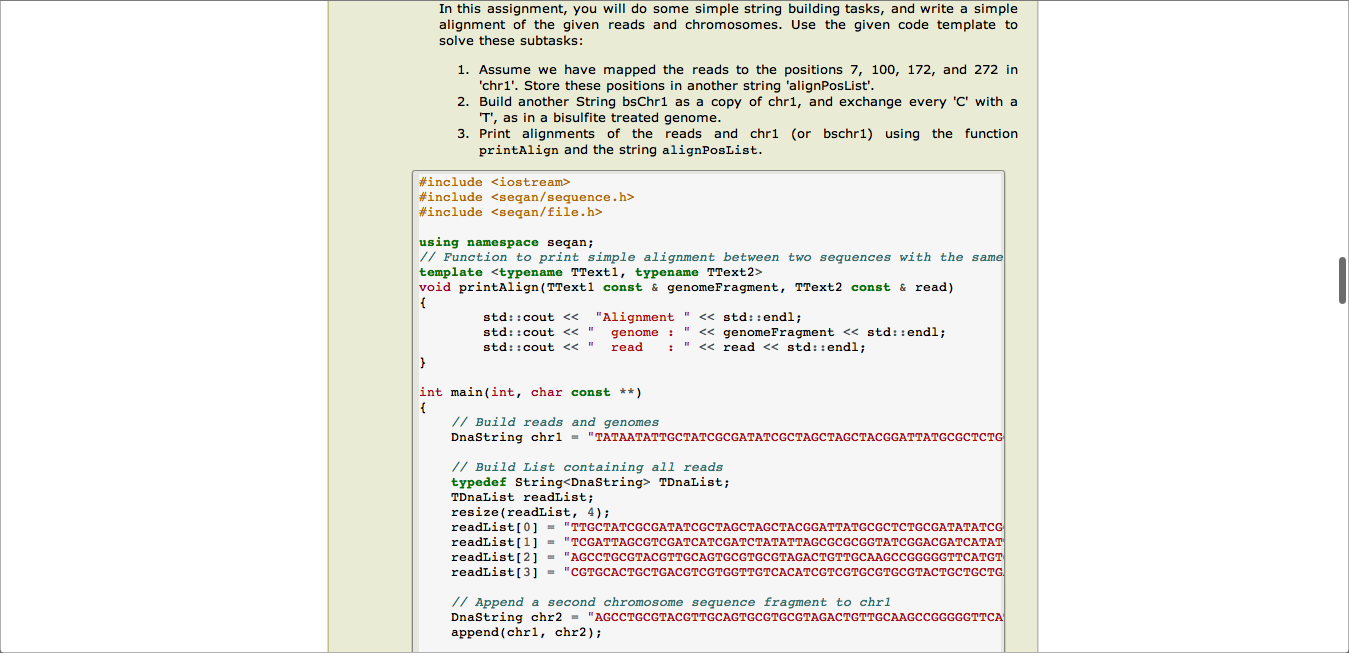 In this assignment, you will do some simple string building tasks, and write a simple
alignment of the given reads and chromosomes. Use the given code template to
solve these subtasks:
1. Assume we have mapped the reads to the positions 7, 100, 172, and 272 in
'chr1'. Store these positions in another string 'alignPosList'.
2. Build another String bsChr1 as a copy of chr1, and exchange every 'C' with a
'T', as in a bisulfite treated genome.
3. Print alignments of the reads and chr1 (or bschr1) using the function
printAlign and the string alignPosList.
#include <iostream>
#include <seqan/sequence.h>
#include <seqan/file.h>
using namespace seqan;
// Function to print simple alignment between two sequences with the same
template <typename TText1, typename TText2>
void printAlign(TText1 const & genomeFragment, TText2 const & read)
{
std::cout <<  "Alignment " << std::endl;
std::cout << "  genome : " << genomeFragment << std::endl;
std::cout << "  read   : " << read << std::endl;
}
int main(int, char const **)
{
// Build reads and genomes
DnaString chr1 = "TATAATATTGCTATCGCGATATCGCTAGCTAGCTACGGATTATGCGCTCTG
// Build List containing all reads
typedef String<DnaString> TDnaList;
TDnaList readList;
resize(readList, 4);
readList[0] = "TTGCTATCGCGATATCGCTAGCTAGCTACGGATTATGCGCTCTGCGATATATCG
readList[1] = "TCGATTAGCGTCGATCATCGATCTATATTAGCGCGCGGTATCGGACGATCATAT
readList[2] = "AGCCTGCGTACGTTGCAGTGCGTGCGTAGACTGTTGCAAGCCGGGGGTTCATGT
readList[3] = "CGTGCACTGCTGACGTCGTGGTTGTCACATCGTCGTGCGTGCGTACTGCTGCTG
// Append a second chromosome sequence fragment to chr1
DnaString chr2 = "AGCCTGCGTACGTTGCAGTGCGTGCGTAGACTGTTGCAAGCCGGGGGTTCA
append(chr1, chr2);